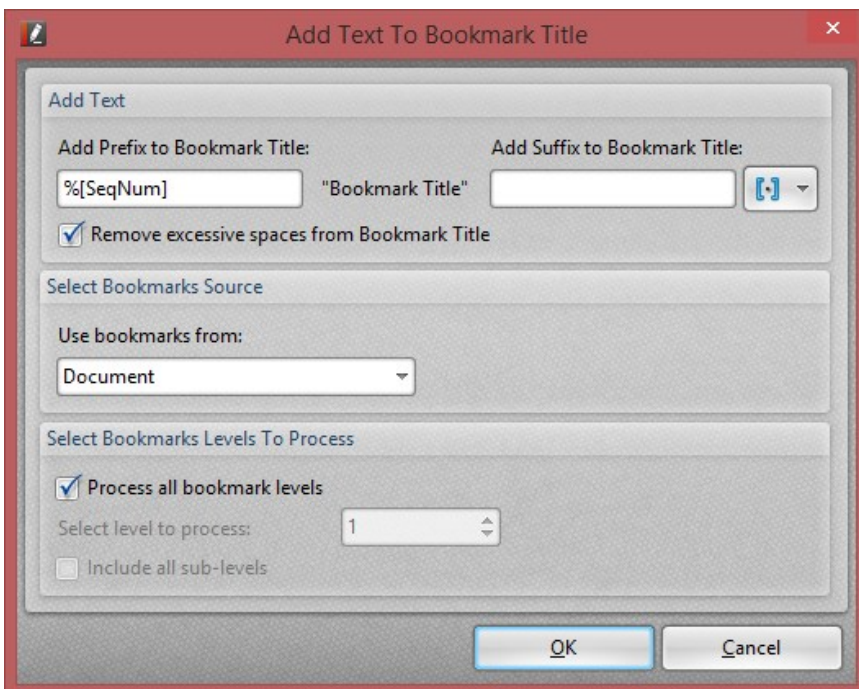 Add Text To Bookmark Title
Add Text
Add Prefix to Bookmark Title: Add Suffix to Bookmark Title:
%[SeqNum] "Bookmark Title"
Remove excessive spaces from Bookmark Title
Select Bookmarks Source
Use bookmarks from:
Document
Select Bookmarks Levels To Process
Process all bookmark levels
Select level to process: 1
Include all sub-levels
OK Cancel